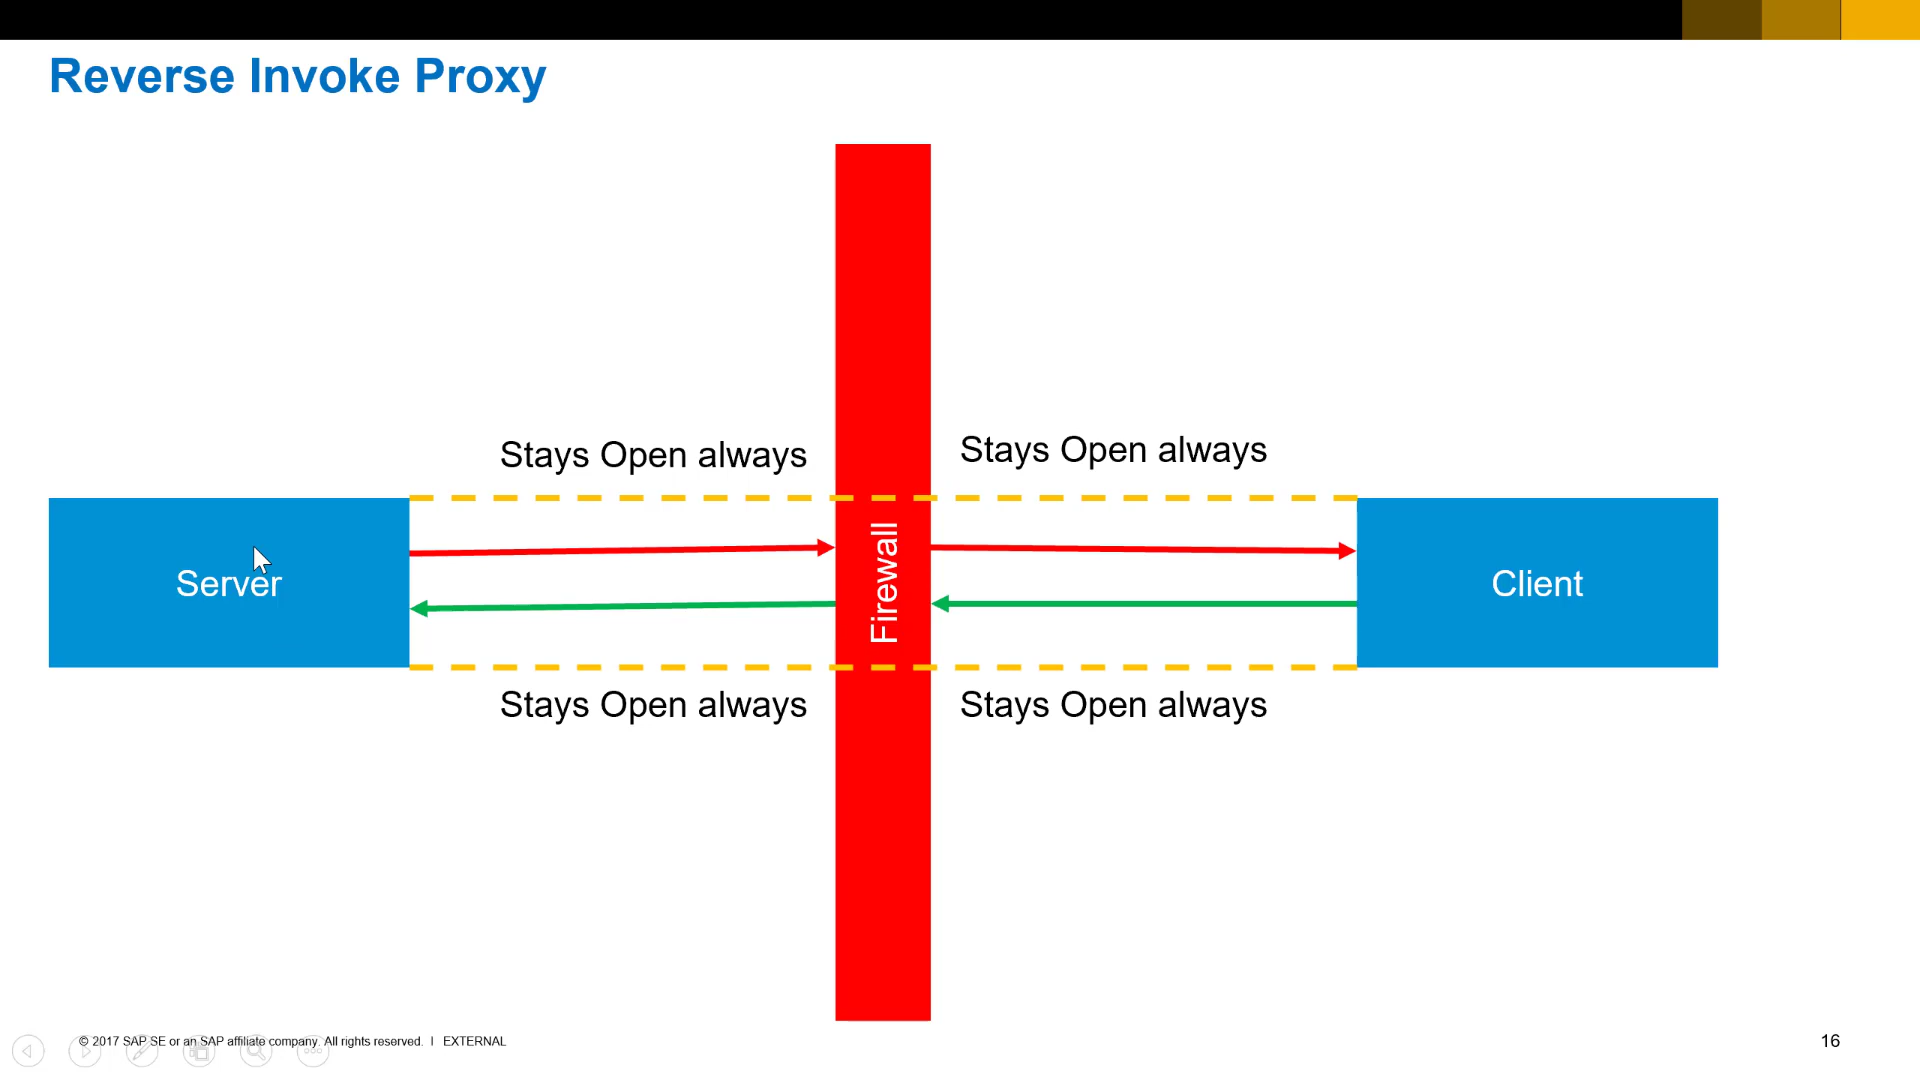 Reverse Invoke Proxy
Stays Open always
Stays Open always
Server
Firewall
Client
Stays Open always
Stays Open always
© 2017 SAP SE or an SAP affiliate company. All rights reserved. I EXTERNAL
16